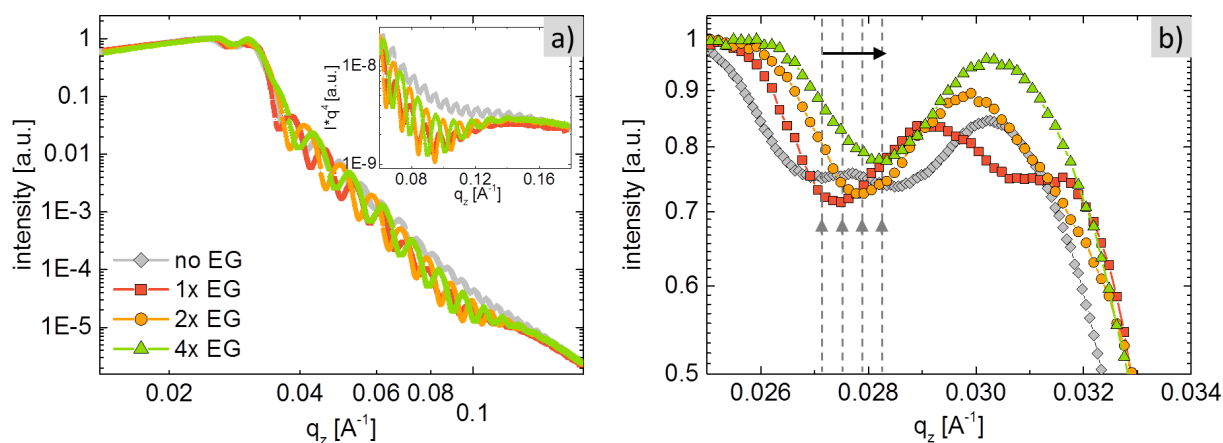 a)
intensity [a.u.]
1
0.1
0.01
1E-3
1E-4
1E-5
0.02
0.04
0.06
0.08
0.1
q_z [A⁻¹]
no EG
1x EG
2x EG
4x EG
I*q⁴ [a.u.]
1E-8
1E-9
0.08
0.12
0.16
q_z [A⁻¹]
b)
intensity [a.u.]
1
0.9
0.8
0.7
0.6
0.5
0.026
0.028
0.030
0.032
0.034
q_z [A⁻¹]